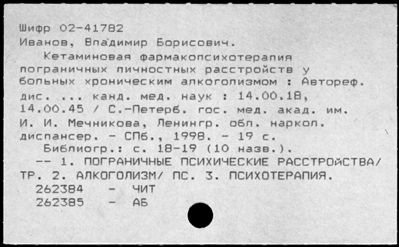 Шифр 02-41782
Иванов, Владимир Борисович.
Кетаминовая фармакопсихотерапия
пограничных личностных расстройств у
больных хроническим алкоголизмом : Автореф.
дис. ... канд. мед. наук : 14.00.18,
14.00.45 / С.-Петерб. гос. мед. акад. им.
И. И. Мечникова, Ленингр. обл. наркол.
диспансер. - СПб., 1998. - 19 с.
Библиогр.: с. 18-19 (10 назв.).
-- 1. ПОГРАНИЧНЫЕ ПСИХИЧЕСКИЕ РАССТРОЙСТВА/
ТР. 2. АЛКОГОЛИЗМ/ ПС. 3. ПСИХОТЕРАПИЯ.
262384 - ЧИТ
262385 - АБ